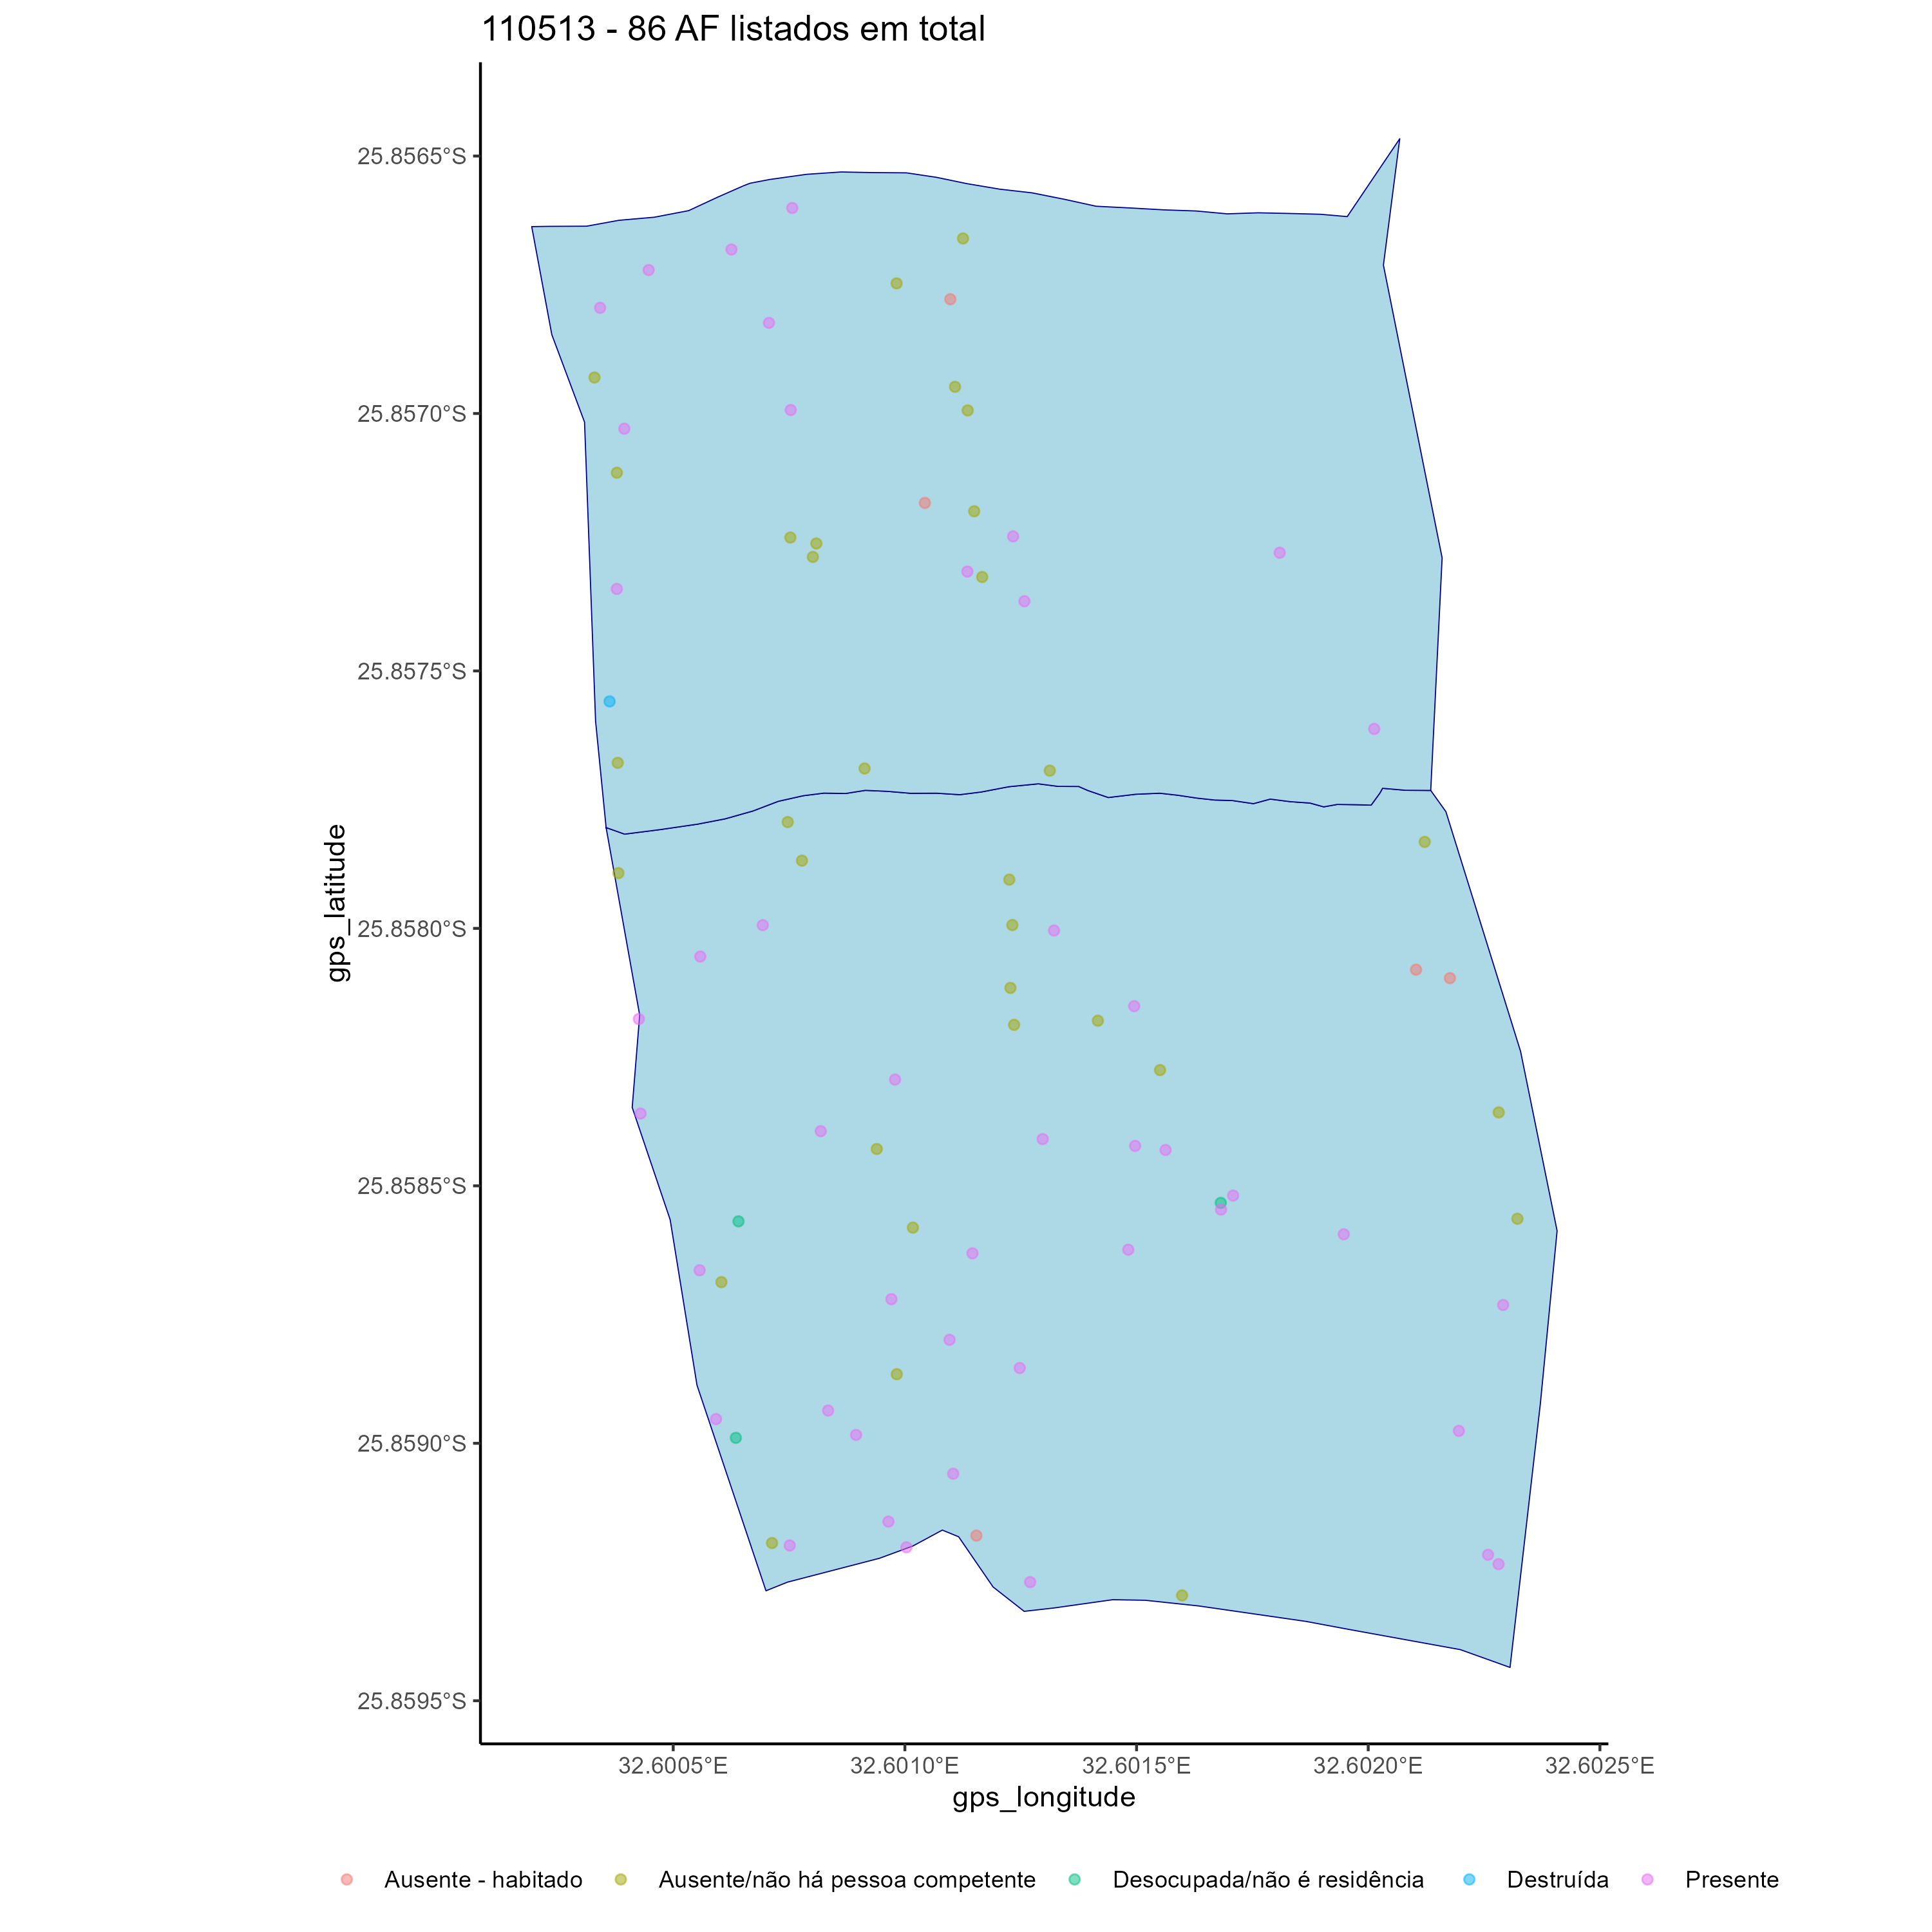 110513 - 86 AF listados em total
25.8565°S
25.8570°S
25.8575°S
25.8580°S
25.8585°S
25.8590°S
25.8595°S
gps_latitude
32.6005°E 32.6010°E 32.6015°E 32.6020°E 32.6025°E
gps_longitude
Ausente - habitado Ausente/não há pessoa competente Desocupada/não é residência Destruída Presente